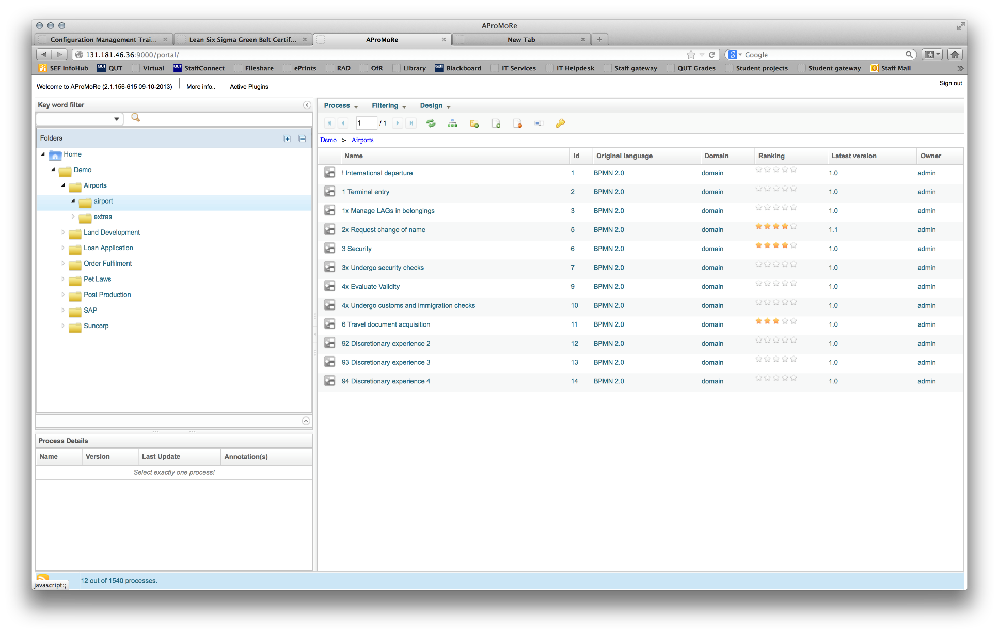 AProMoRe
Configuration Management Trai...
Lean Six Sigma Green Belt Certif...
AProMoRe
New Tab
131.181.46.36:9000/portal/
Google
SEF InfoHub QUT QUT Virtual QUT StaffConnect Fileshare ePrints RAD OfR Library QUT Blackboard IT Services IT Helpdesk Staff gateway QUT Grades Student projects Student gateway Staff Mail
Welcome to AProMoRe (2.1.156-615 09-10-2013) More info.. Active Plugins
Sign out
Key word filter
Folders
Home
Demo
Airports
airport
extras
Land Development
Loan Application
Order Fulfilment
Pet Laws
Post Production
SAP
Suncorp
Process Details
Name Version Last Update Annotation(s)
Select exactly one process!
Process Filtering Design
1 / 1
Demo > Airports
Name Id Original language Domain Ranking Latest version Owner
! International departure 1 BPMN 2.0 domain 1.0 admin
1 Terminal entry 2 BPMN 2.0 domain 1.0 admin
1x Manage LAGs in belongings 3 BPMN 2.0 domain 1.0 admin
2x Request change of name 5 BPMN 2.0 domain 1.1 admin
3 Security 6 BPMN 2.0 domain 1.0 admin
3x Undergo security checks 7 BPMN 2.0 domain 1.0 admin
4x Evaluate Validity 9 BPMN 2.0 domain 1.0 admin
4x Undergo customs and immigration checks 10 BPMN 2.0 domain 1.0 admin
6 Travel document acquisition 11 BPMN 2.0 domain 1.0 admin
92 Discretionary experience 2 12 BPMN 2.0 domain 1.0 admin
93 Discretionary experience 3 13 BPMN 2.0 domain 1.0 admin
94 Discretionary experience 4 14 BPMN 2.0 domain 1.0 admin
12 out of 1540 processes.
javascript:;